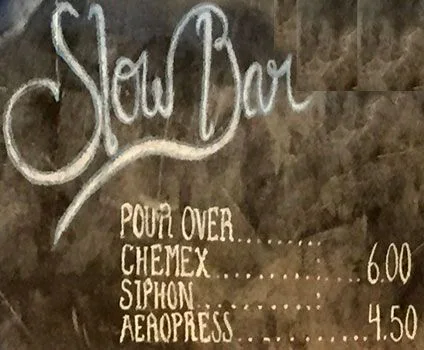 Slow Bar
POUR OVER..........
CHEMEX.............. 6.00
SIPHON.............
AEROPRESS.............. 4.50